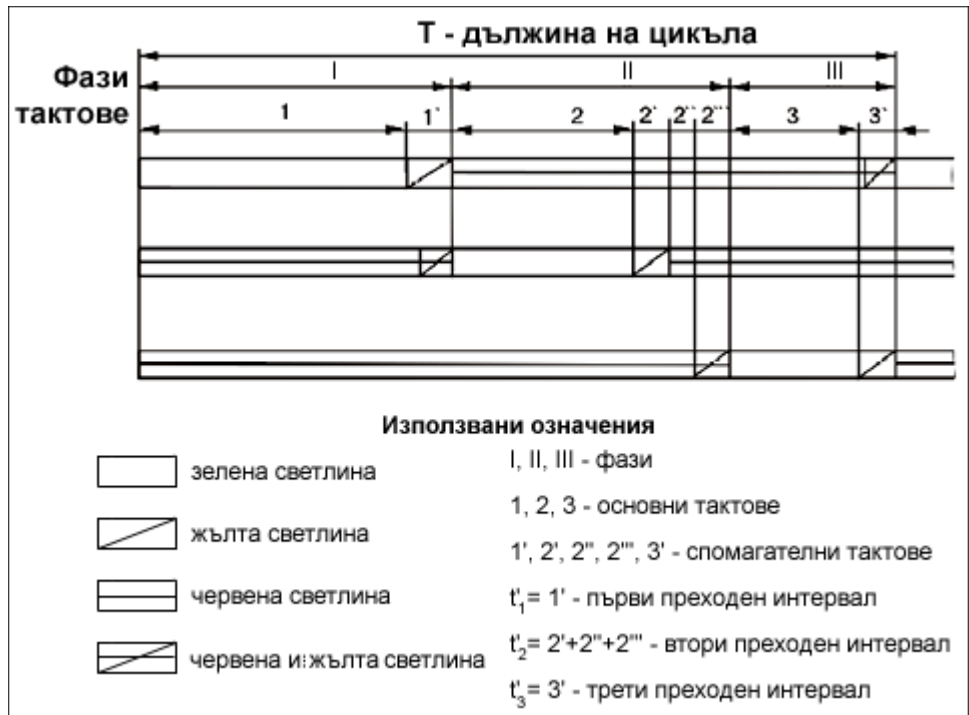 Т - дължина на цикъла
Фази I II III
тактове 1 1' 2 2' 2'' 2''' 3 3'
Използвани означения
зелена светлина
жълта светлина
червена светлина
червена и жълта светлина
I, II, III - фази
1, 2, 3 - основни тактове
1', 2', 2'', 2''', 3' - спомагателни тактове
t'1= 1' - първи преходен интервал
t'2= 2'+2''+2''' - втори преходен интервал
t'3= 3' - трети преходен интервал